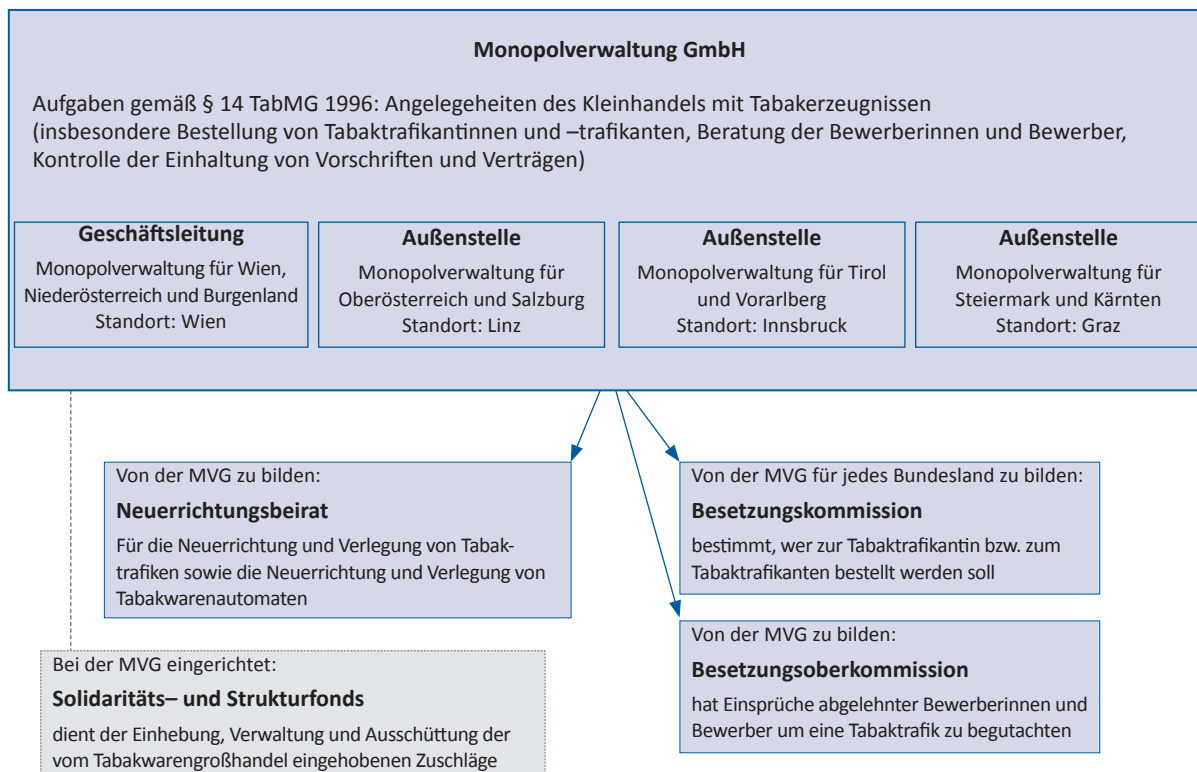 Monopolverwaltung GmbH
Aufgaben gemäß § 14 TabMG 1996: Angelegeheiten des Kleinhandels mit Tabakerzeugnissen
(insbesondere Bestellung von Tabaktrafikantinnen und –trafikanten, Beratung der Bewerberinnen und Bewerber,
Kontrolle der Einhaltung von Vorschriften und Verträgen)
Geschäftsleitung
Monopolverwaltung für Wien,
Niederösterreich und Burgenland
Standort: Wien
Außenstelle
Monopolverwaltung für
Oberösterreich und Salzburg
Standort: Linz
Außenstelle
Monopolverwaltung für Tirol
und Vorarlberg
Standort: Innsbruck
Außenstelle
Monopolverwaltung für
Steiermark und Kärnten
Standort: Graz
Von der MVG zu bilden:
Neuerrichtungsbeirat
Für die Neuerrichtung und Verlegung von Tabak-
trafiken sowie die Neuerrichtung und Verlegung von
Tabakwarenautomaten
Von der MVG für jedes Bundesland zu bilden:
Besetzungskommission
bestimmt, wer zur Tabaktrafikantin bzw. zum
Tabaktrafikanten bestellt werden soll
Von der MVG zu bilden:
Besetzungsoberkommission
hat Einsprüche abgelehnter Bewerberinnen und
Bewerber um eine Tabaktrafik zu begutachten
Bei der MVG eingerichtet:
Solidaritäts– und Strukturfonds
dient der Einhebung, Verwaltung und Ausschüttung der
vom Tabakwarengroßhandel eingehobenen Zuschläge